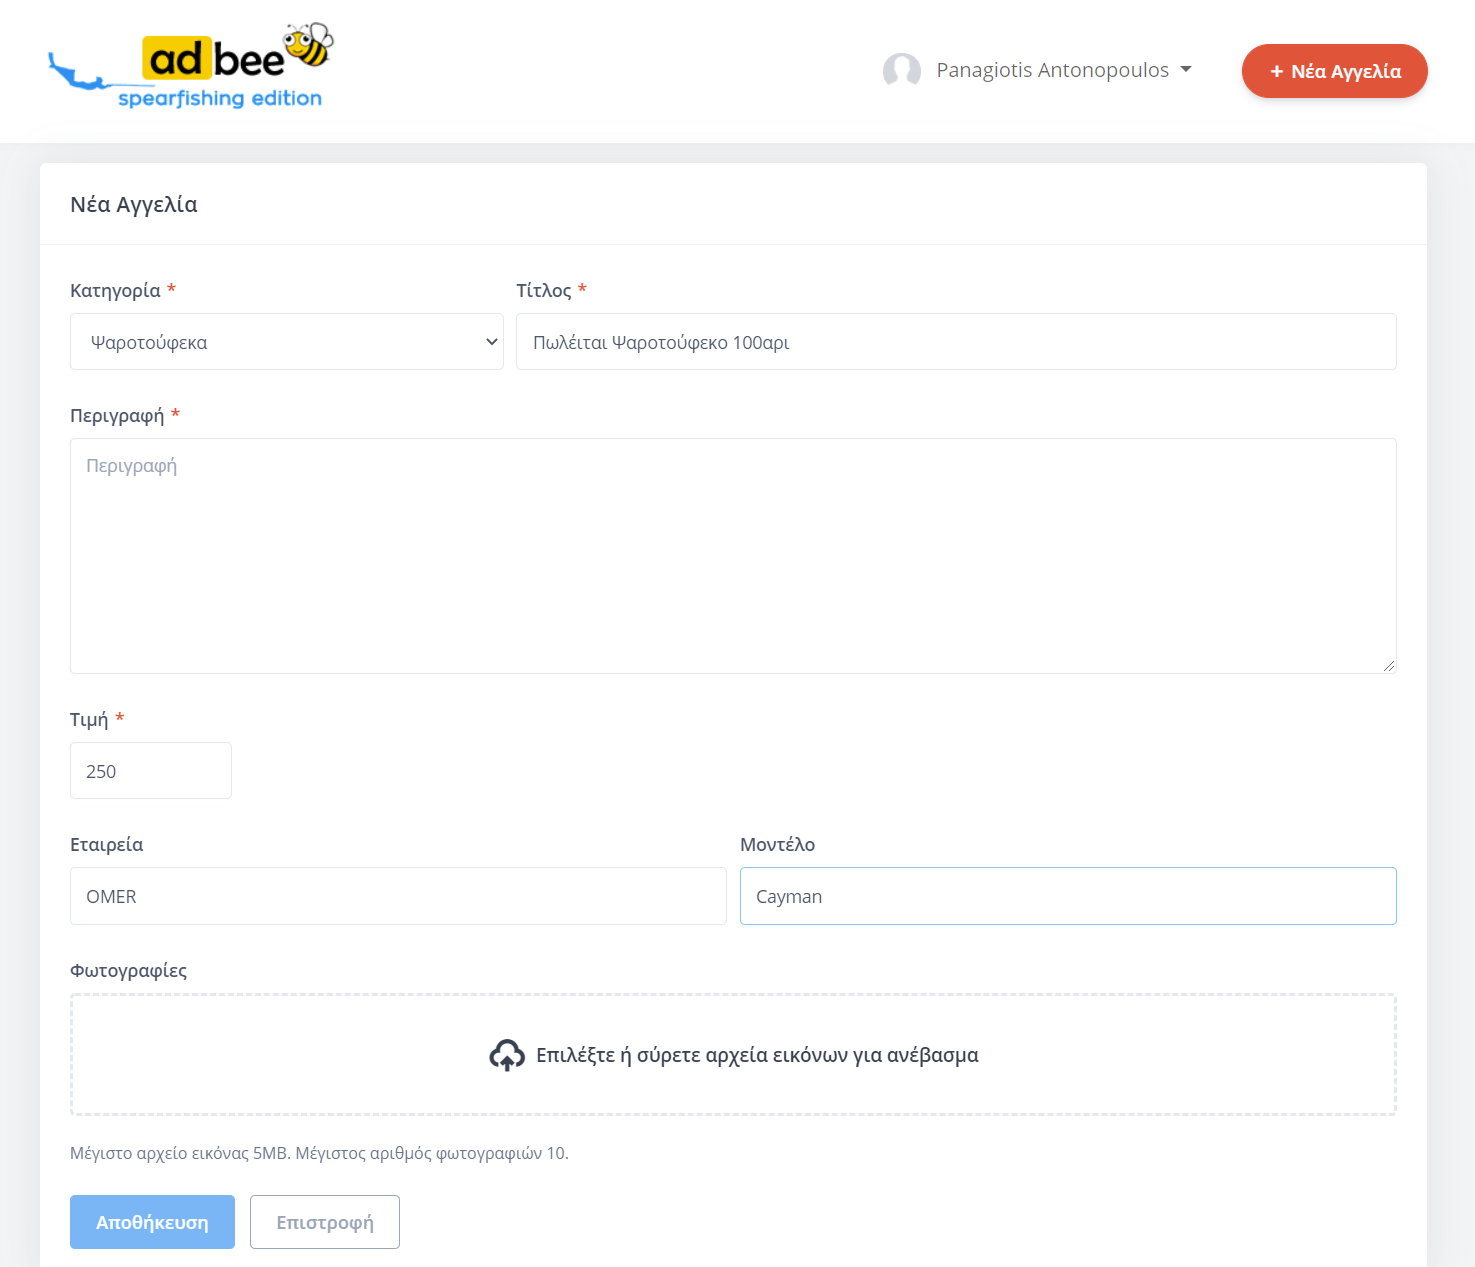 ad bee
spearfishing edition
Panagiotis Antonopoulos
+ Νέα Αγγελία
Νέα Αγγελία
Κατηγορία *
Τίτλος *
Ψαροτούφεκα
Πωλέιται Ψαροτούφεκο 100αρι
Περιγραφή *
Περιγραφή
Τιμή *
250
Εταιρεία
Μοντέλο
OMER
Cayman
Φωτογραφίες
Επιλέξτε ή σύρετε αρχεία εικόνων για ανέβασμα
Μέγιστο αρχείο εικόνας 5MB. Μέγιστος αριθμός φωτογραφιών 10.
Αποθήκευση
Επιστροφή